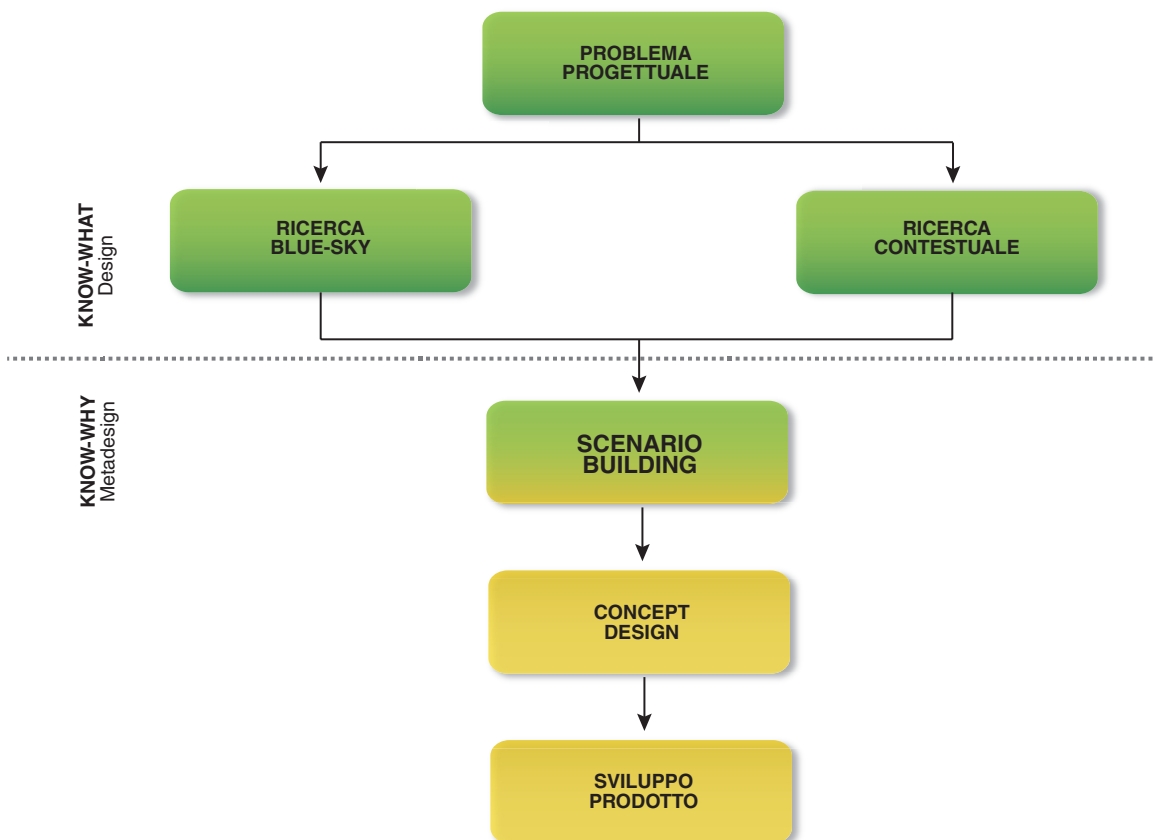 PROBLEMA
PROGETTUALE
KNOW-WHAT
Design
RICERCA
BLUE-SKY
RICERCA
CONTESTUALE
KNOW-WHY
Metadesign
SCENARIO
BUILDING
CONCEPT
DESIGN
SVILUPPO
PRODOTTO